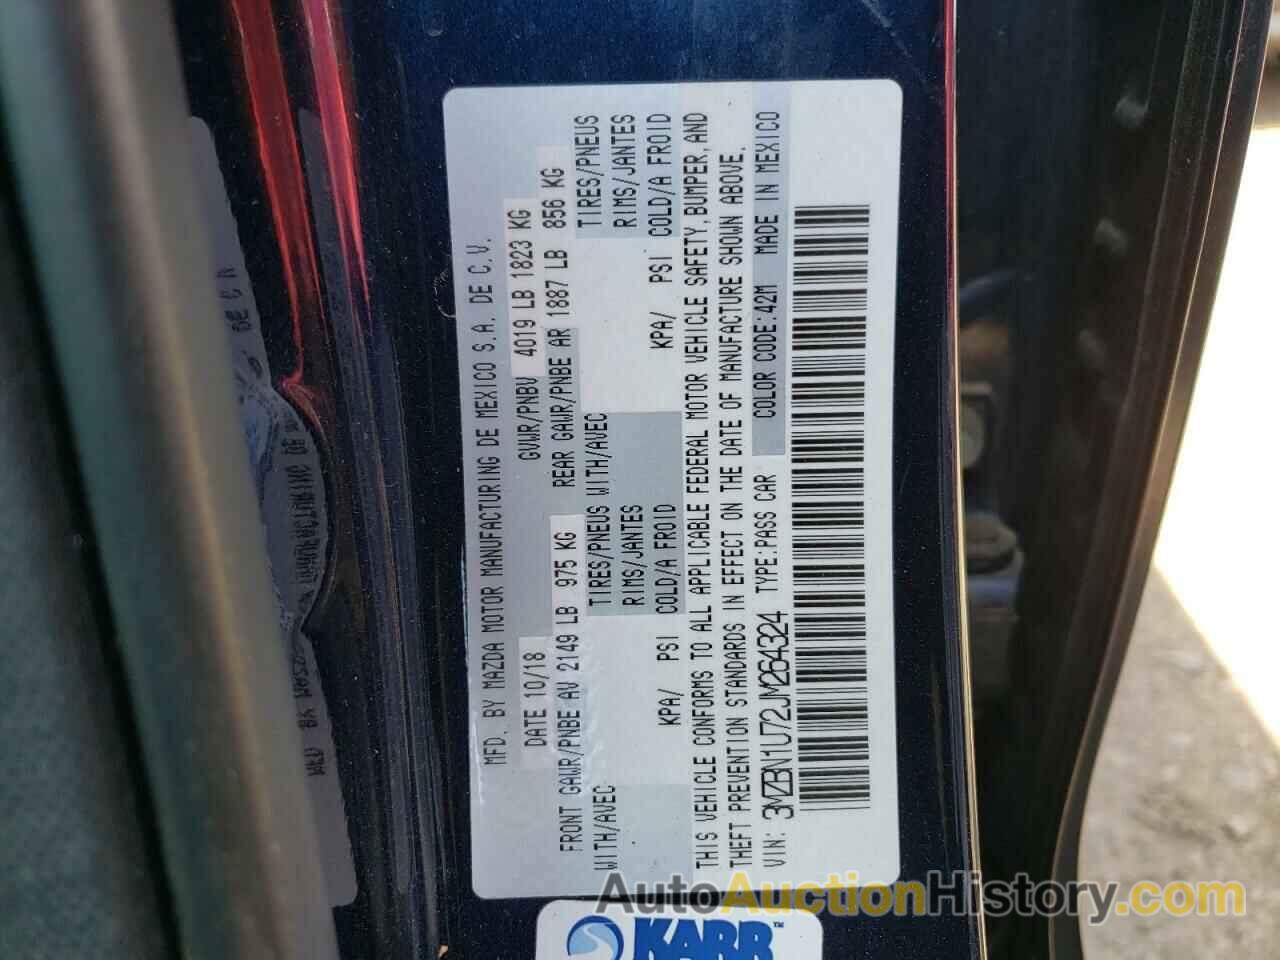 MFD. BY MAZDA MOTOR MANUFACTURING DE MEXICO S.A. DE C.V.
DATE 10/18 GVWR/PNBV 4019 LB 1823 KG
FRONT GAWR/PNBE AV 2149 LB 975 KG REAR GAWR/PNBE AR 1887 LB 856 KG
WITH/AVEC TIRES/PNEUS WITH/AVEC TIRES/PNEUS
RIMS/JANTES RIMS/JANTES
KPA/ PSI COLD/A FROID KPA/ PSI COLD/A FROID
THIS VEHICLE CONFORMS TO ALL APPLICABLE FEDERAL MOTOR VEHICLE SAFETY, BUMPER, AND
THEFT PREVENTION STANDARDS IN EFFECT ON THE DATE OF MANUFACTURE SHOWN ABOVE.
VIN: 3MZBN1U72JM264324 TYPE:PASS CAR COLOR CODE:42M MADE IN MEXICO
KARR™
AutoAuctionHistory.com